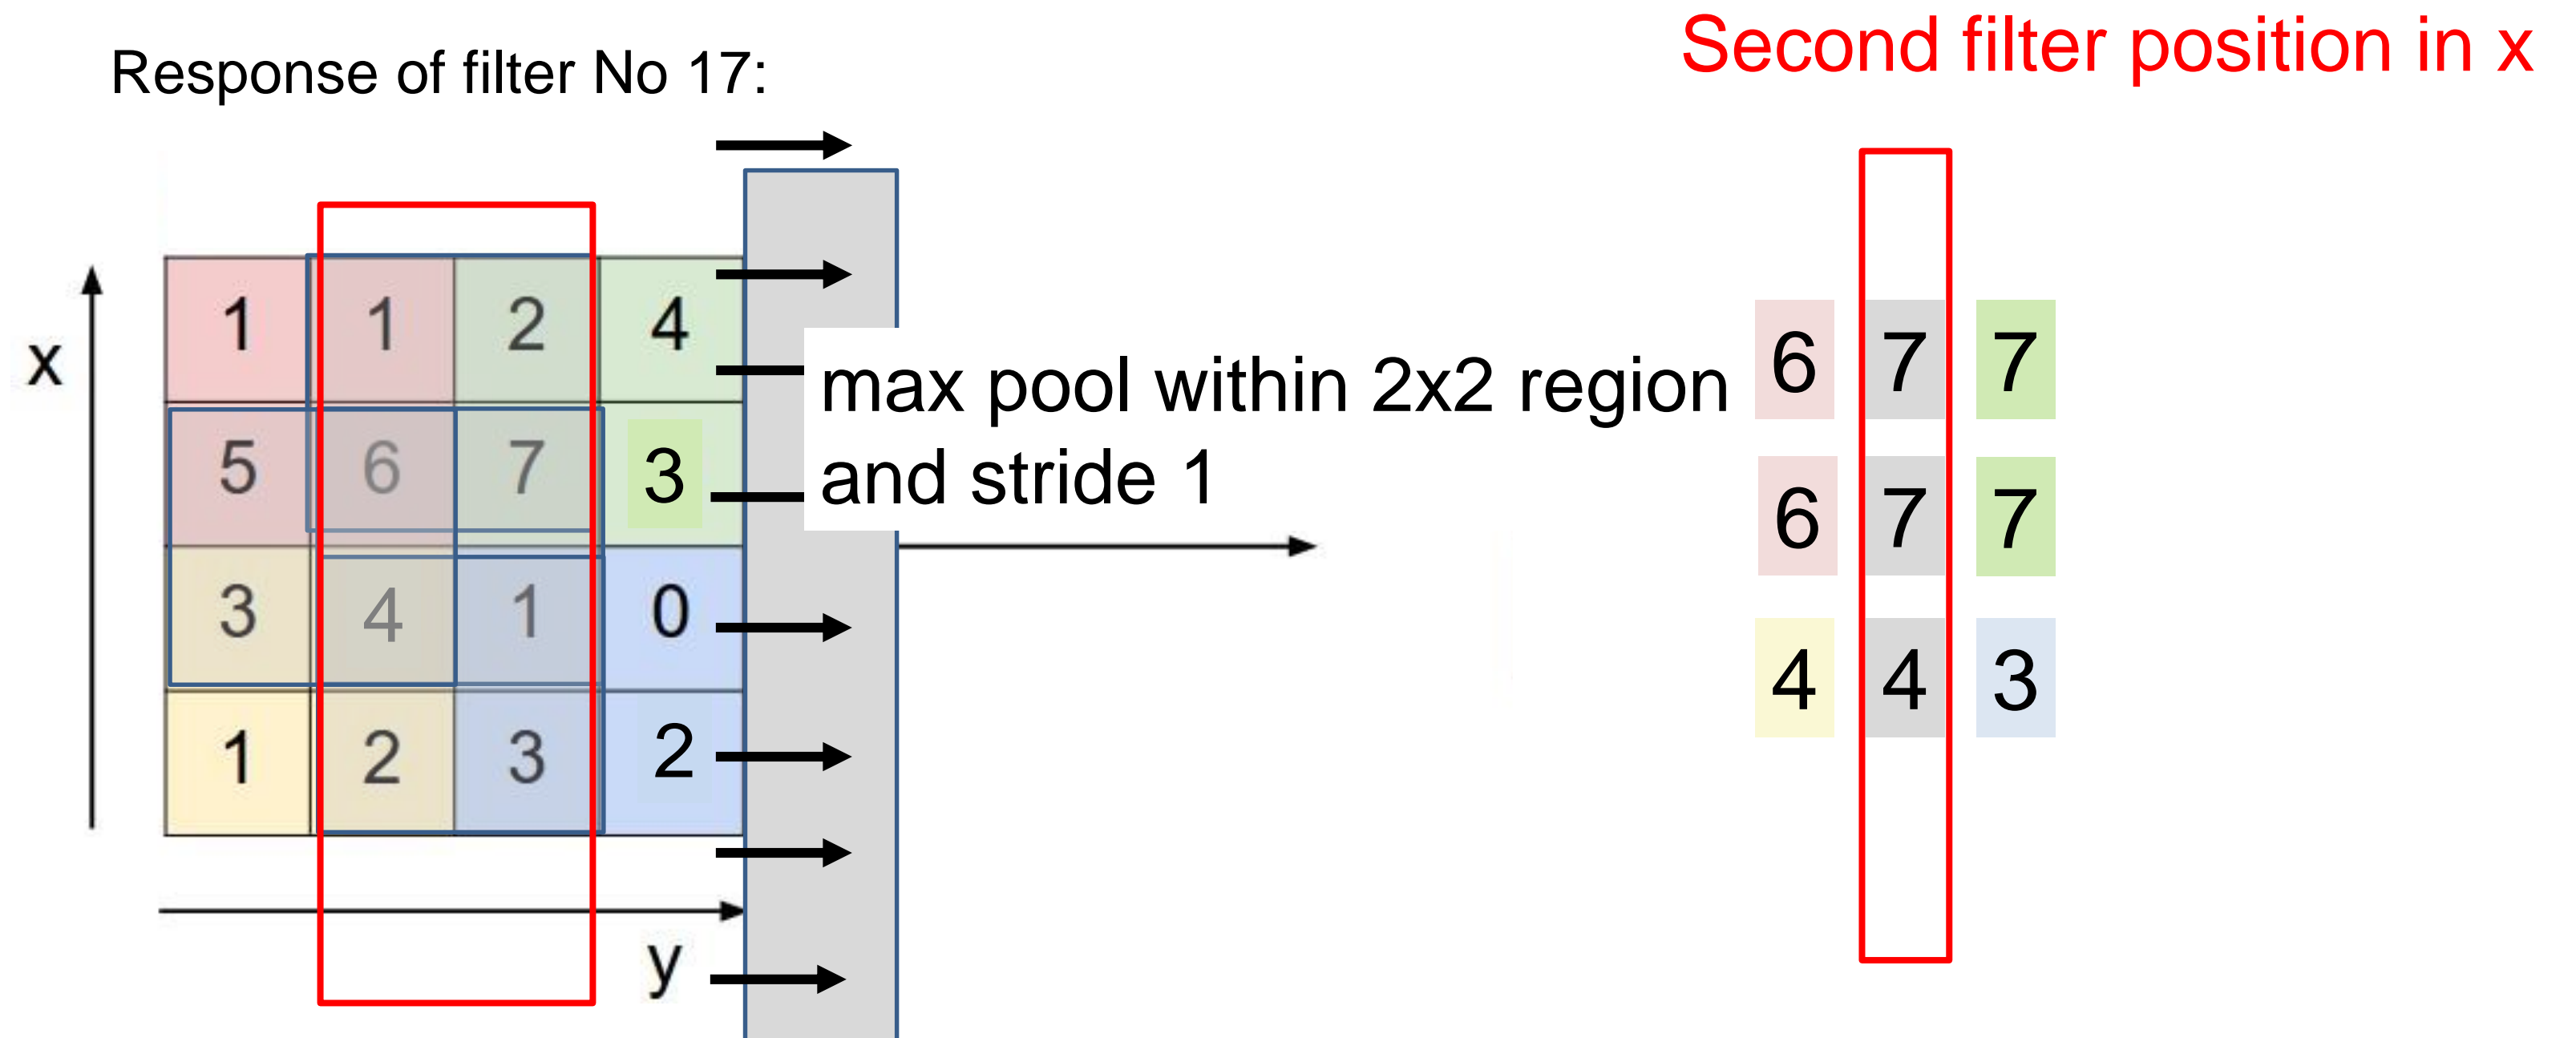 Second filter position in x
Response of filter No 17:
x
1 1 2 4
5 6 7 3
3 4 1 0
1 2 3 2
y
max pool within 2x2 region
and stride 1
6 7 7
6 7 7
4 4 3